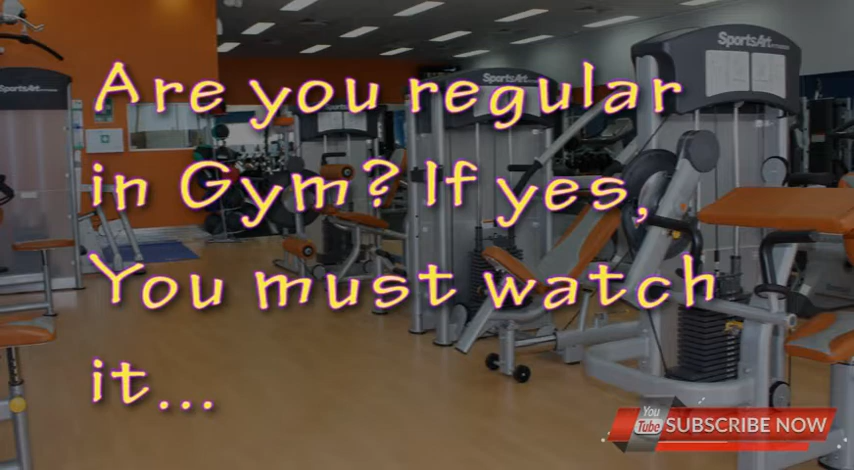 Are you regular
in Gym? If yes,
You must watch
it...
SportsArt
SportsArt
SportsArt
You
Tube
SUBSCRIBE NOW